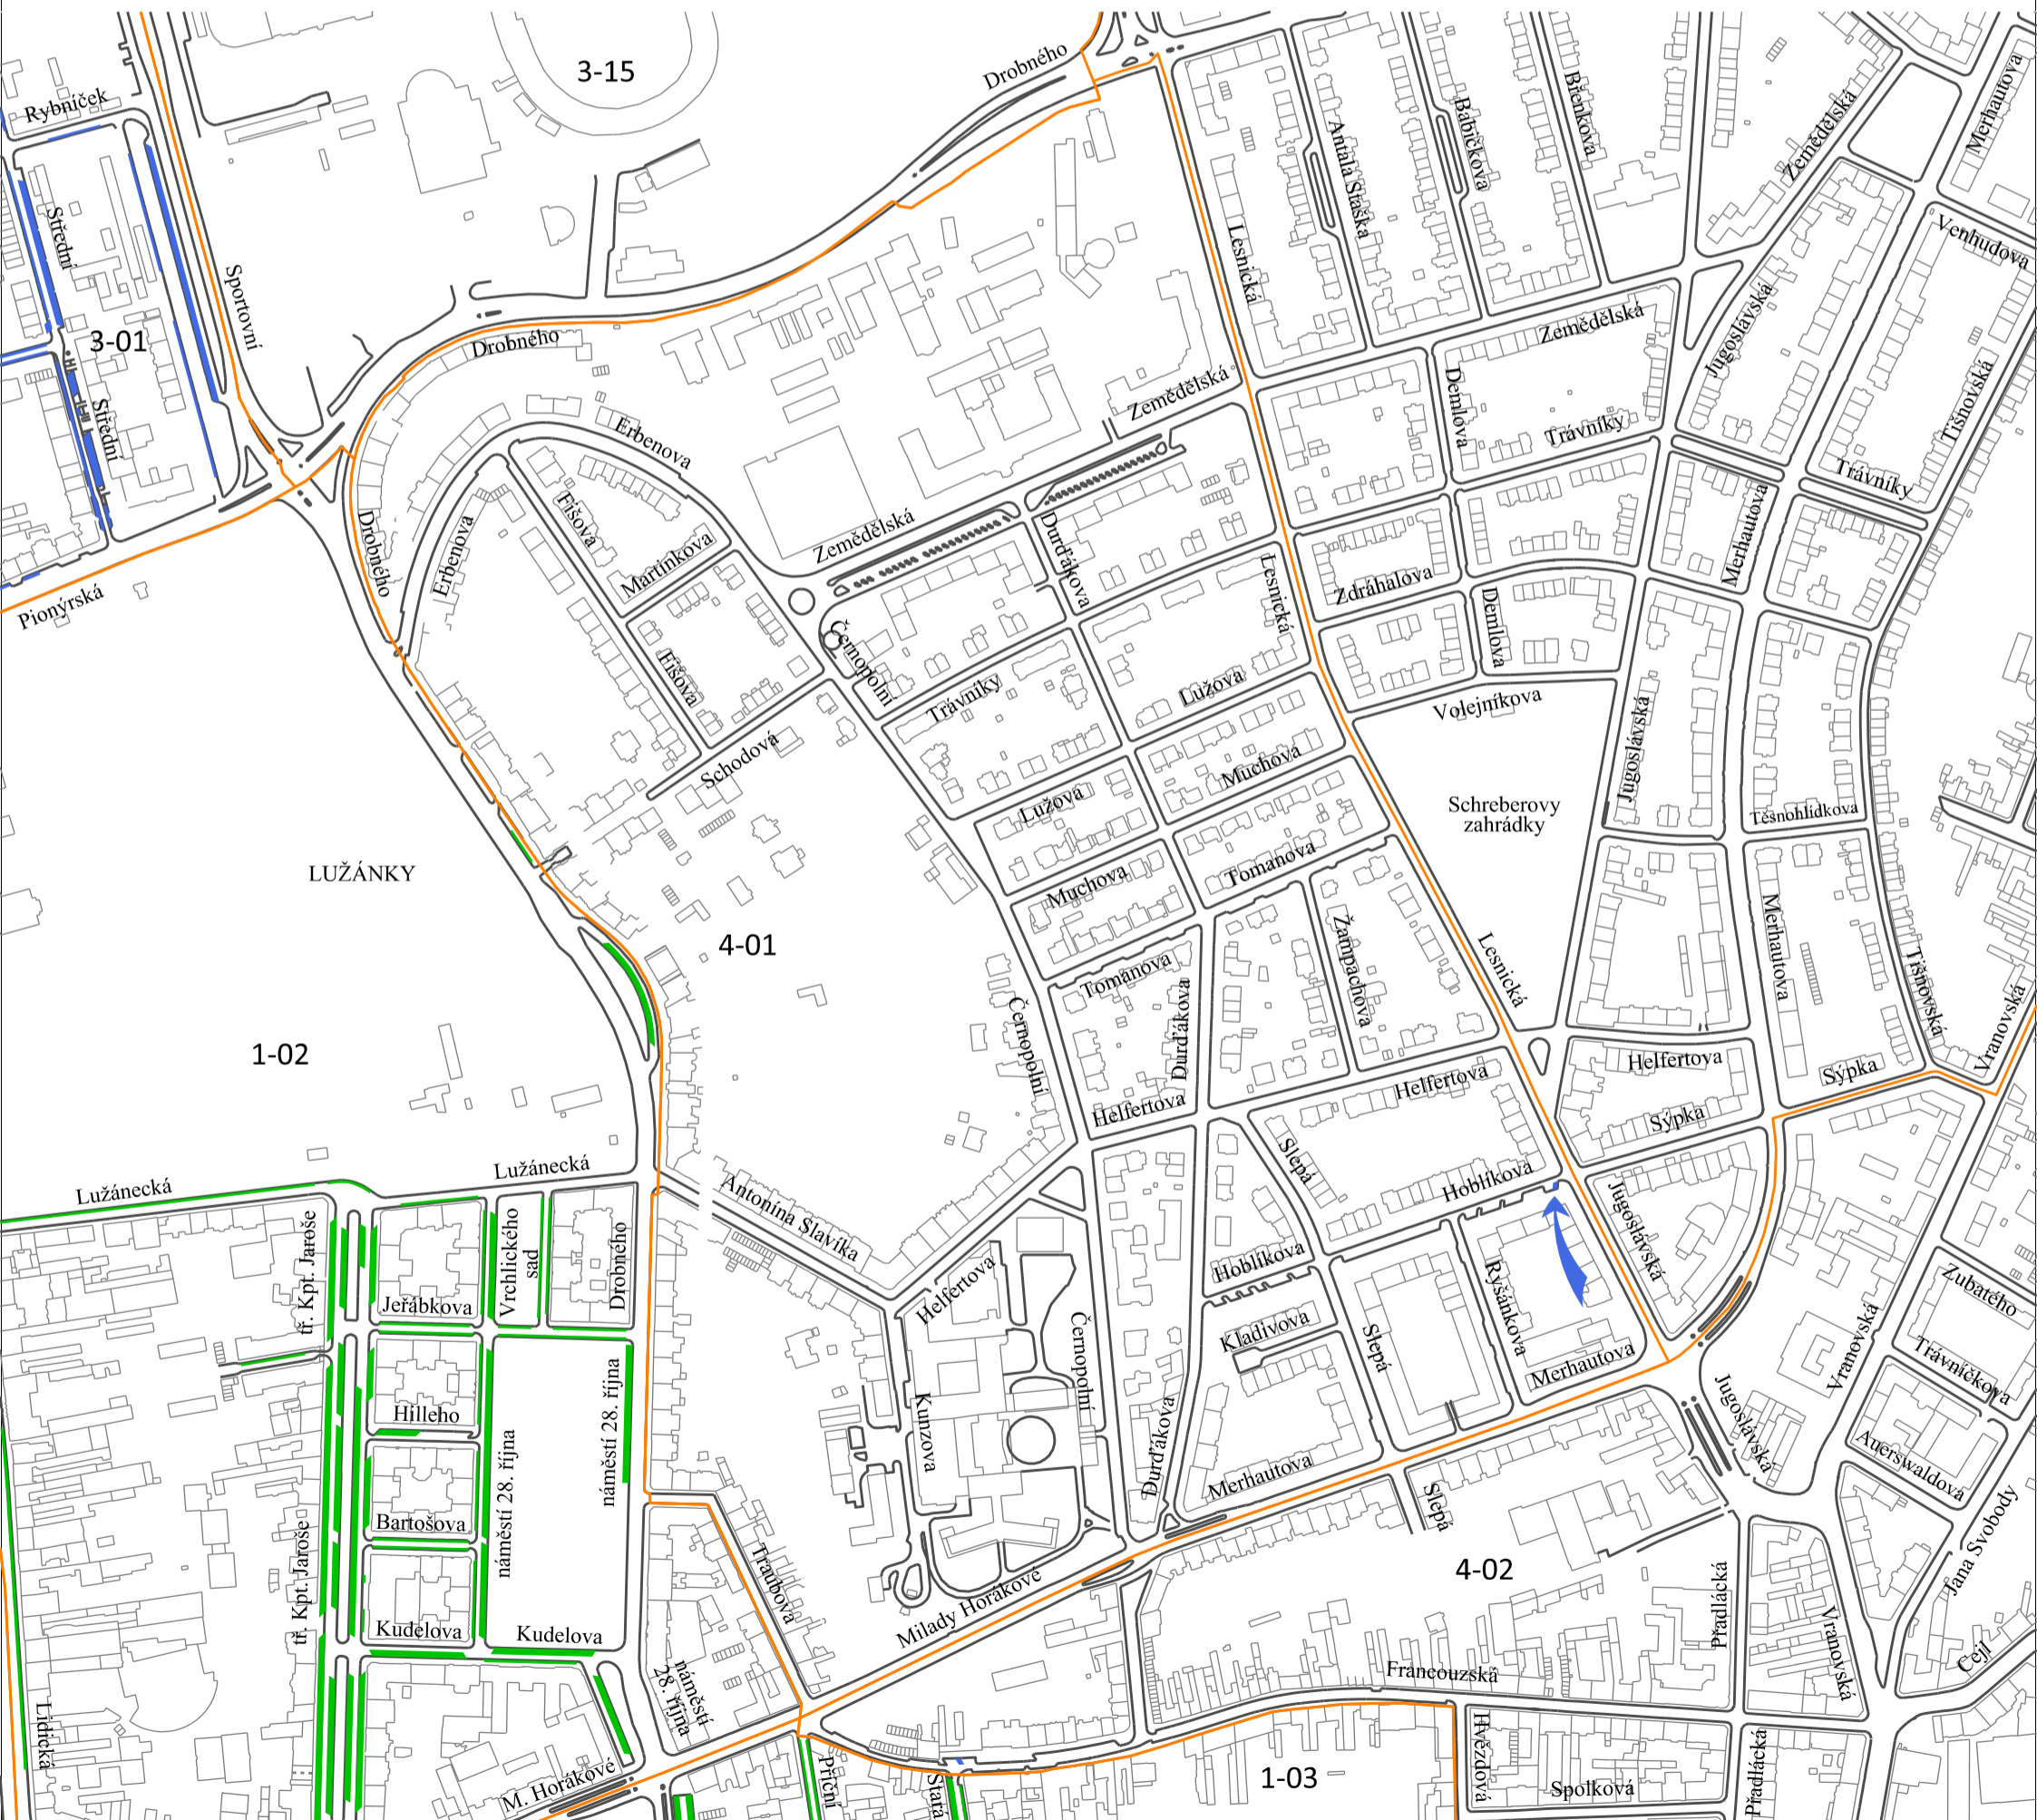 3-15
Drobného
Rybníček
Antala Staška
Babičkova
Břenkova
Zemědělská
Merhautova
Střední
Sportovní
Lesnická
Venhudova
3-01
Drobného
Zemědělská
Jugoslávská
Střední
Erbenova
Zemědělská
Demlova
Trávníky
Tišnovská
Trávníky
Fišova
Drobného
Erbenova
Martinkova
Zemědělská
Durďákova
Lesnická
Zdráhalova
Merhautova
Pionýrská
Demlova
Černopolní
Fišova
Trávníky
Lužova
Volejníkova
Jugoslávská
Schodová
Muchova
Lužova
Schreberovy
zahrádky
Těsnohlídkova
LUŽÁNKY
Muchova
Tomanova
4-01
Žampachova
Lesnická
Merhautova
Tišnovská
Tomanova
Durďákova
Černopolní
Vranovská
1-02
Helfertova
Helfertova
Sýpka
Helfertova
Sýpka
Lužánecká
Lužánecká
Antonína Slavíka
Slepá
Hoblíkova
Jugoslávská
tř. Kpt. Jaroše
Vrchlického
sad
Drobného
Hoblíkova
Helfertova
Jeřábkova
Zubatého
Ryšánkova
Kladivova
Slepá
Černopolní
Merhautova
Vranovská
Trávníčkova
náměstí 28. října
Hilleho
Kunzova
Durďákova
Jugoslávská
Auerswaldova
Merhautova
Slepá
náměstí 28. října
Bartošova
tř. Kpt. Jaroše
Traubova
4-02
Jana Svobody
Milady Horákové
Přadlácká
Vranovská
Kudelova
Kudelova
Cejl
Francouzská
náměstí
28. října
Lidická
M. Horákové
Příční
Stará
1-03
Hvězdová
Spolková
Přadlácká